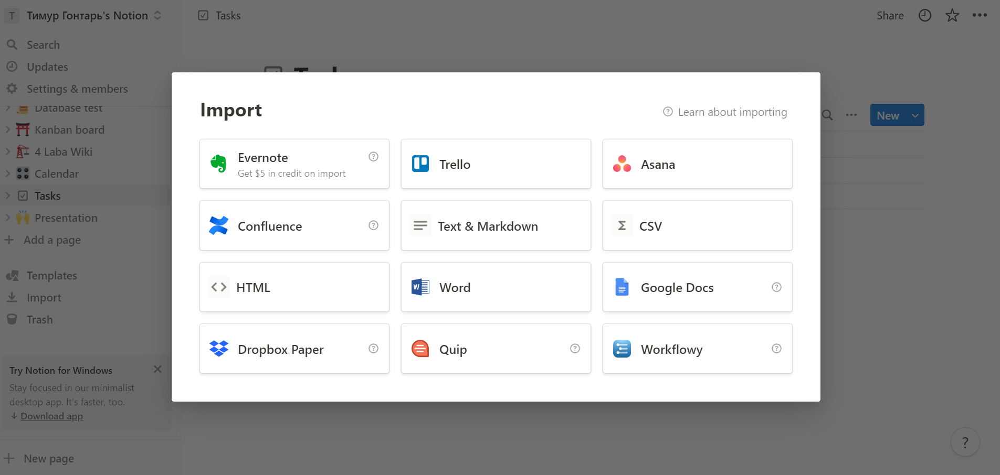 T Тимур Гонтарь's Notion
Search
Updates
Settings & members
Database test
Kanban board
4 Laba Wiki
Calendar
Tasks
Presentation
Add a page
Templates
Import
Trash
Try Notion for Windows
Stay focused in our minimalist
desktop app. It's faster, too.
Download app
New page
Tasks
Share
New
Import
Learn about importing
Evernote
Get $5 in credit on import
Trello
Asana
Confluence
Text & Markdown
CSV
HTML
Word
Google Docs
Dropbox Paper
Quip
Workflowy
?